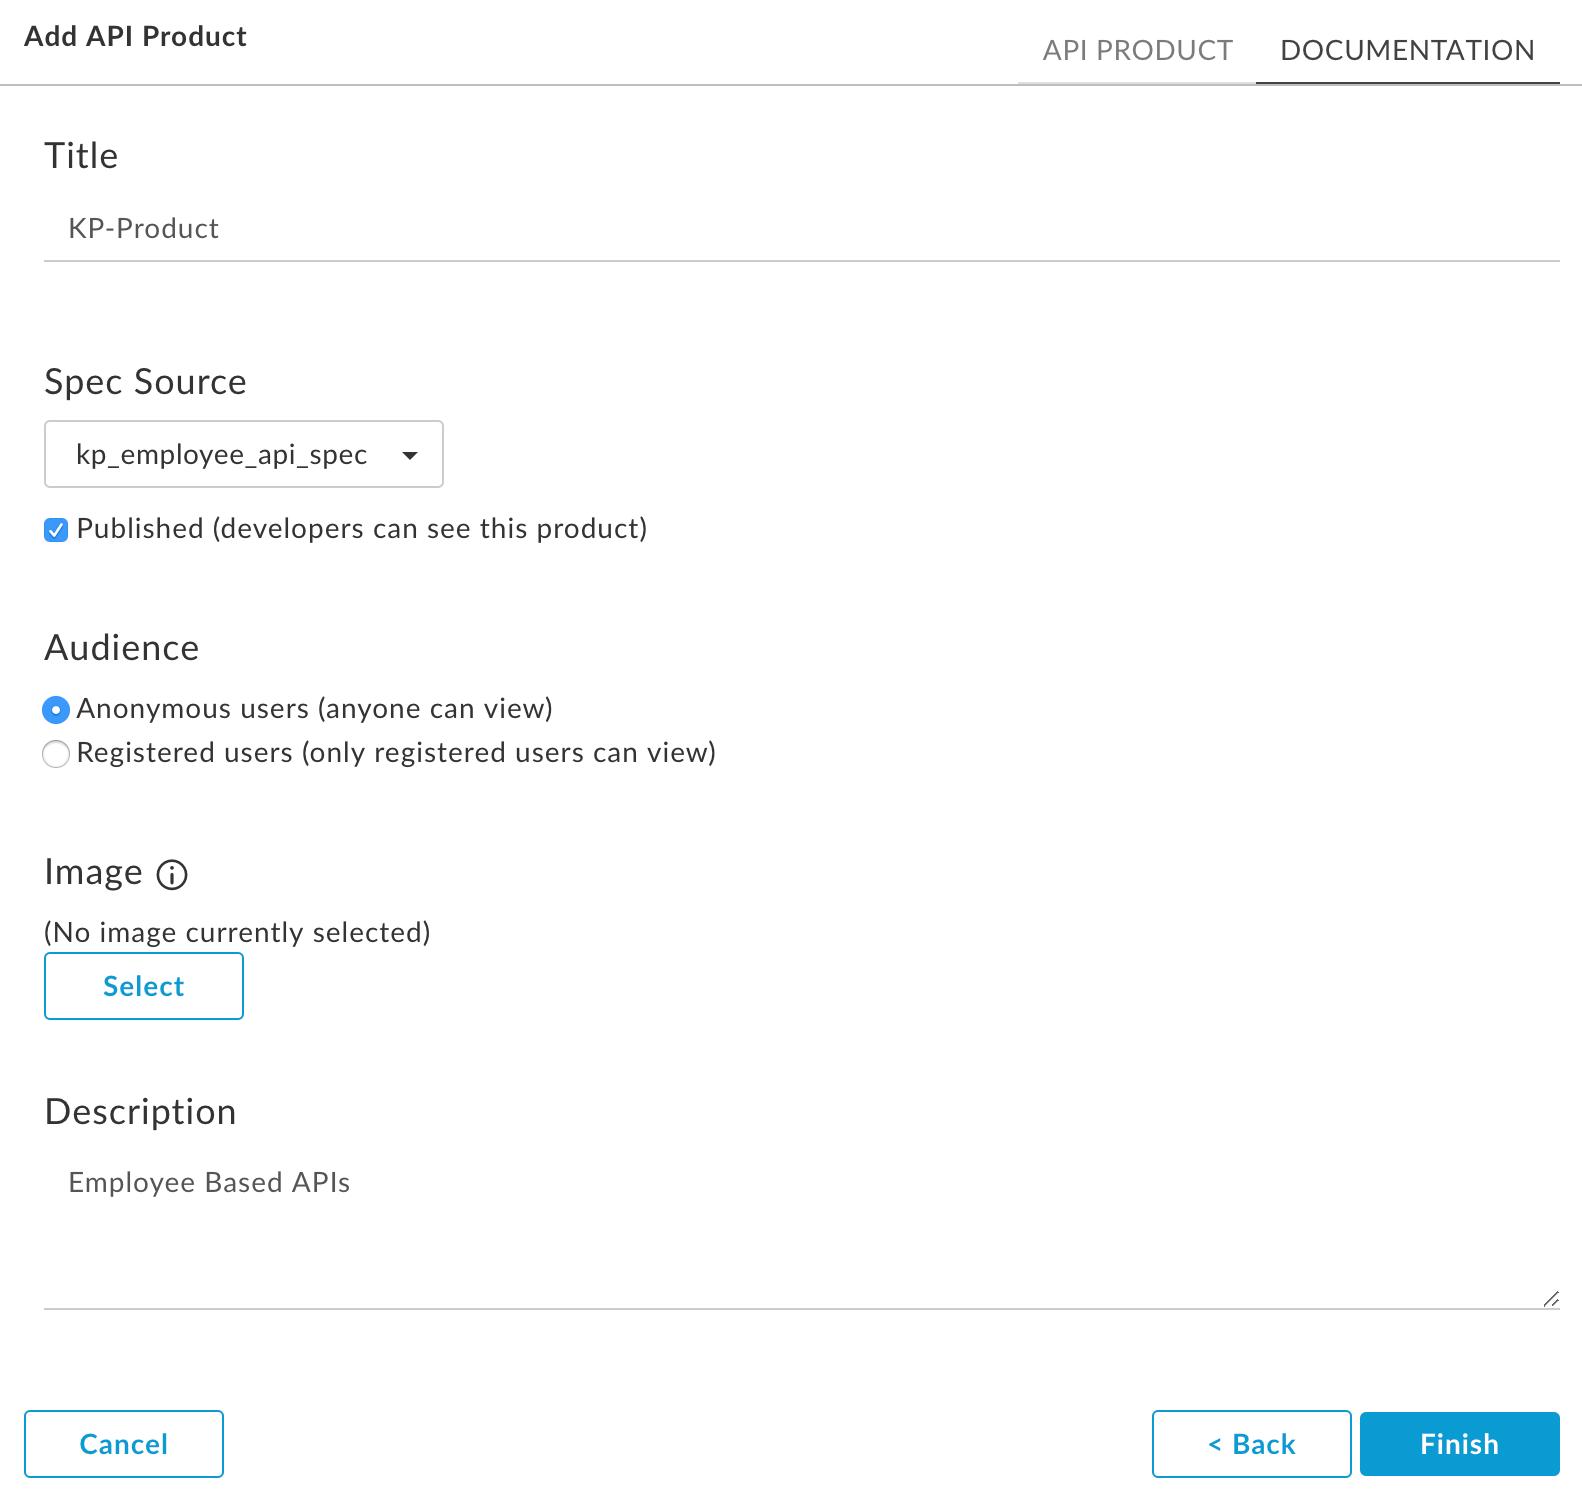 Add API Product
API PRODUCT
DOCUMENTATION
Title
KP-Product
Spec Source
kp_employee_api_spec
Published (developers can see this product)
Audience
Anonymous users (anyone can view)
Registered users (only registered users can view)
Image
(No image currently selected)
Select
Description
Employee Based APIs
Cancel
< Back
Finish